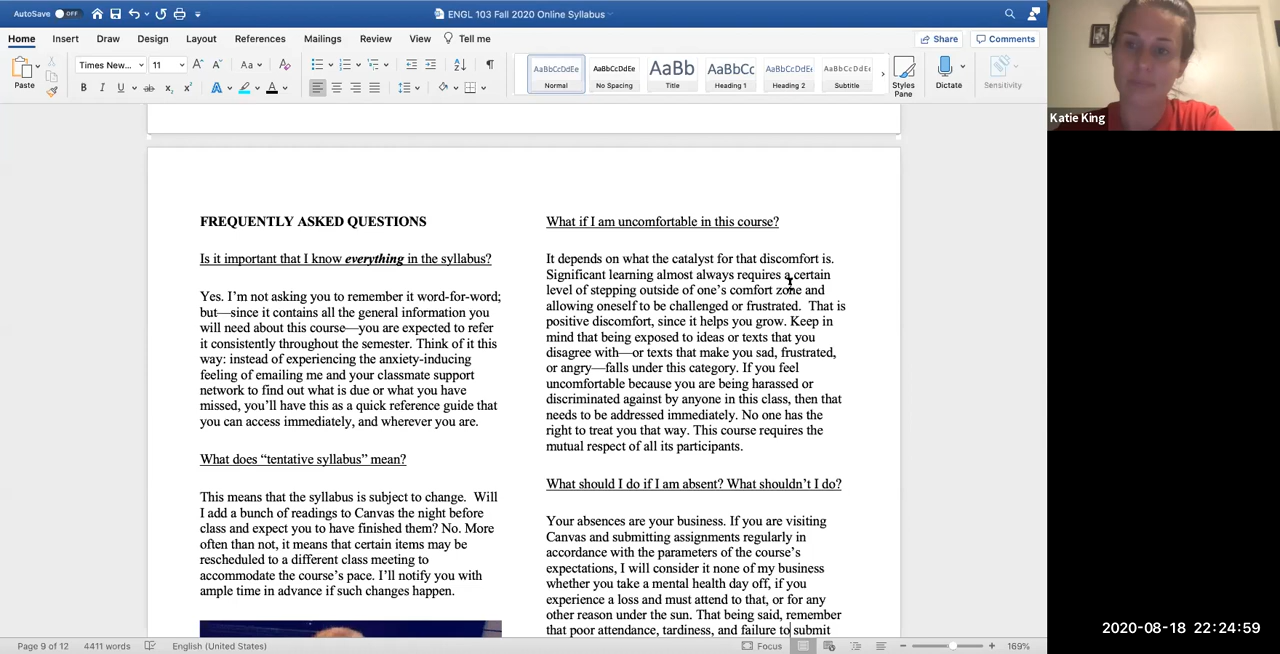 AutoSave OFF
ENGL 103 Fall 2020 Online Syllabus
Home Insert Draw Design Layout References Mailings Review View Tell me
Share Comments
Paste
Times New... 11
AaBbCcDdEe Normal
AaBbCcDdEe No Spacing
AaBb Title
AaBbCc Heading 1
AaBbCcDdE Heading 2
AaBbCcDdE Subtitle
Styles Pane
Dictate
Sensitivity
Katie King
FREQUENTLY ASKED QUESTIONS
Is it important that I know everything in the syllabus?
Yes. I’m not asking you to remember it word-for-word;
but—since it contains all the general information you
will need about this course—you are expected to refer
it consistently throughout the semester. Think of it this
way: instead of experiencing the anxiety-inducing
feeling of emailing me and your classmate support
network to find out what is due or what you have
missed, you’ll have this as a quick reference guide that
you can access immediately, and wherever you are.
What does “tentative syllabus” mean?
This means that the syllabus is subject to change.  Will
I add a bunch of readings to Canvas the night before
class and expect you to have finished them? No. More
often than not, it means that certain items may be
rescheduled to a different class meeting to
accommodate the course’s pace. I’ll notify you with
ample time in advance if such changes happen.
What if I am uncomfortable in this course?
It depends on what the catalyst for that discomfort is.
Significant learning almost always requires a certain
level of stepping outside of one’s comfort zone and
allowing oneself to be challenged or frustrated.  That is
positive discomfort, since it helps you grow. Keep in
mind that being exposed to ideas or texts that you
disagree with—or texts that make you sad, frustrated,
or angry—falls under this category. If you feel
uncomfortable because you are being harassed or
discriminated against by anyone in this class, then that
needs to be addressed immediately. No one has the
right to treat you that way. This course requires the
mutual respect of all its participants.
What should I do if I am absent? What shouldn’t I do?
Your absences are your business. If you are visiting
Canvas and submitting assignments regularly in
accordance with the parameters of the course’s
expectations, I will consider it none of my business
whether you take a mental health day off, if you
experience a loss and must attend to that, or for any
other reason under the sun. That being said, remember
that poor attendance, tardiness, and failure to submit
Page 9 of 12 4411 words English (United States) Focus 169%
2020-08-18 22:24:59